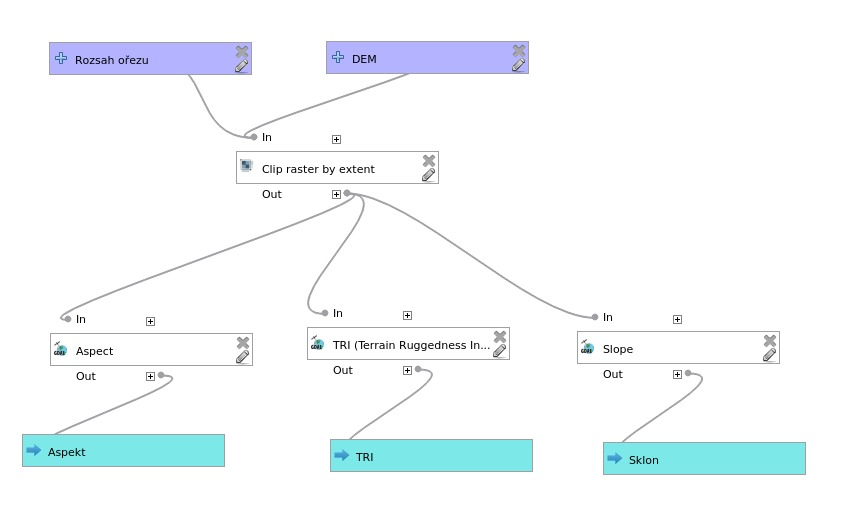 Rozsah ořezu
DEM
In
Clip raster by extent
Out
In
In
In
Aspect
TRI (Terrain Ruggedness In...
Slope
Out
Out
Out
Aspekt
TRI
Sklon